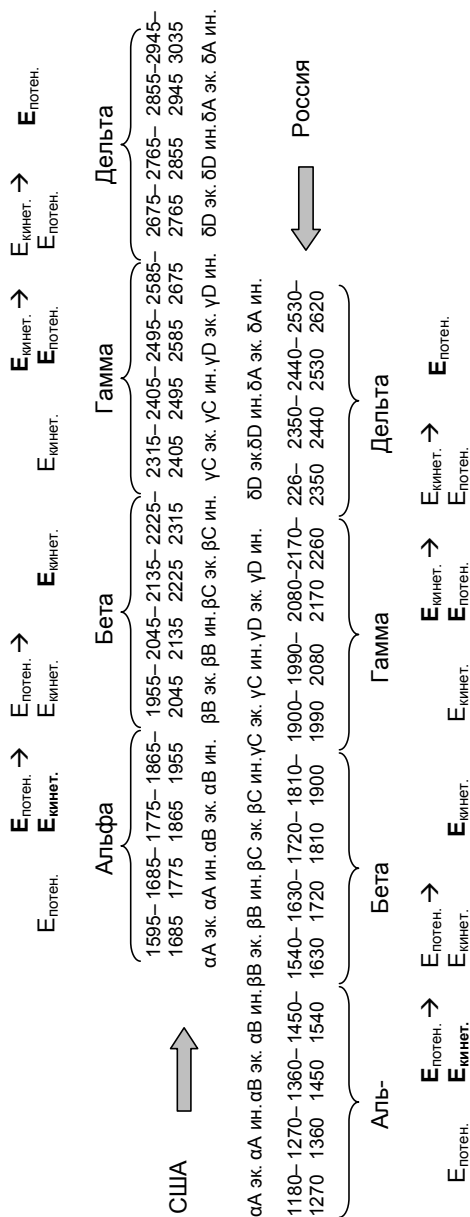 Eпотен. → Eпотен. → Eкинет. → Eкинет. →
Eпотен. Eкинет. Eкинет. Eкинет. Eкинет. Eпотен. Eпотен. Eпотен.
Альфа Бета Гамма Дельта
1595– 1685– 1775– 1865– 1955– 2045– 2135– 2225– 2315– 2405– 2495– 2585– 2675– 2765– 2855– 2945–
1685 1775 1865 1955 2045 2135 2225 2315 2405 2495 2585 2675 2765 2855 2945 3035
США
αA эк. αA ин. αB эк. αB ин. βB эк. βB ин. βC эк. βC ин. γC эк. γC ин. γD эк. γD ин. δD эк. δD ин. δA эк. δA ин.
αA эк. αA ин. αB эк. αB ин. βB эк. βB ин. βC эк. βC ин. γC эк. γC ин. γD эк. γD ин. δD эк. δD ин. δA эк. δA ин.
Россия
1180– 1270– 1360– 1450– 1540– 1630– 1720– 1810– 1900– 1990– 2080– 2170– 226– 2350– 2440– 2530–
1270 1360 1450 1540 1630 1720 1810 1900 1990 2080 2170 2260 2350 2440 2530 2620
Аль- Бета Гамма Дельта
Eпотен. → Eпотен. → Eкинет. → Eкинет. →
Eпотен. Eкинет. Eкинет. Eкинет. Eкинет. Eпотен. Eпотен. Eпотен.